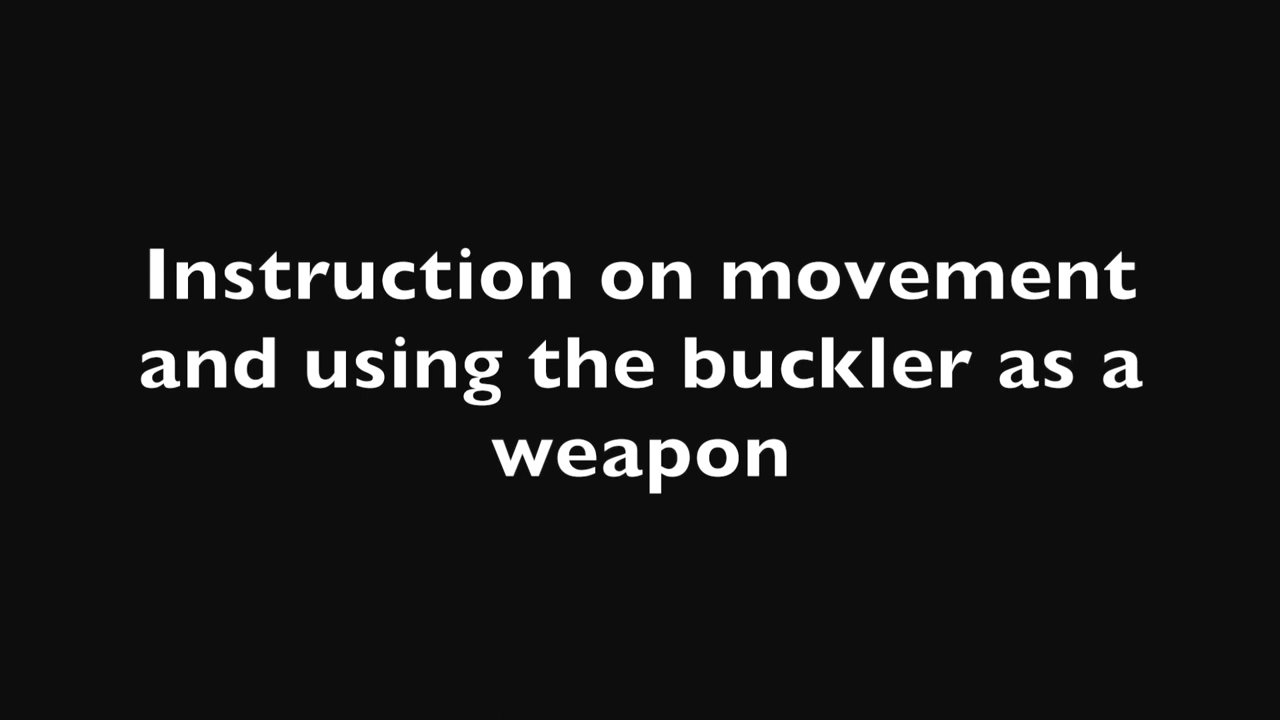 Instruction on movement
and using the buckler as a
weapon